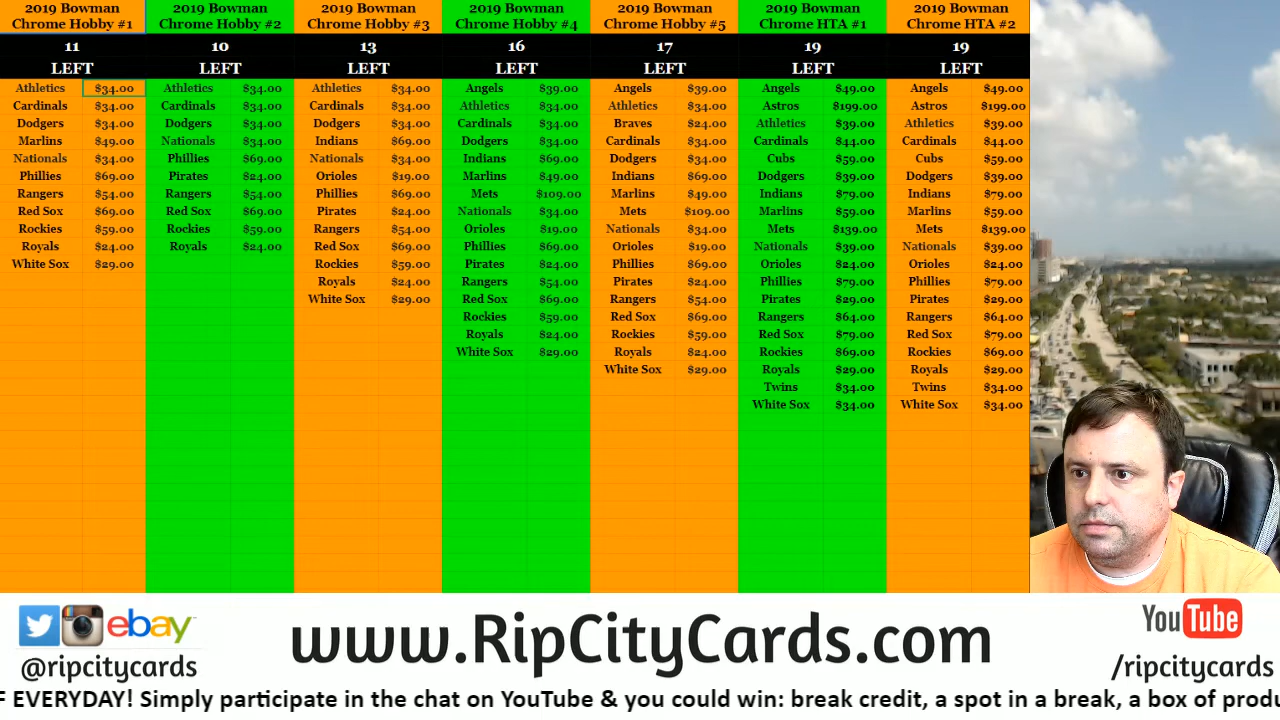 2019 Bowman Chrome Hobby #1
11
LEFT
Athletics $34.00
Cardinals $34.00
Dodgers $34.00
Marlins $49.00
Nationals $34.00
Phillies $69.00
Rangers $54.00
Red Sox $69.00
Rockies $59.00
Royals $24.00
White Sox $29.00
2019 Bowman Chrome Hobby #2
10
LEFT
Athletics $34.00
Cardinals $34.00
Dodgers $34.00
Nationals $34.00
Phillies $69.00
Pirates $24.00
Rangers $54.00
Red Sox $69.00
Rockies $59.00
Royals $24.00
2019 Bowman Chrome Hobby #3
13
LEFT
Athletics $34.00
Cardinals $34.00
Dodgers $34.00
Indians $69.00
Nationals $34.00
Orioles $19.00
Phillies $69.00
Pirates $24.00
Rangers $54.00
Red Sox $69.00
Rockies $59.00
Royals $24.00
White Sox $29.00
2019 Bowman Chrome Hobby #4
16
LEFT
Angels $39.00
Athletics $34.00
Cardinals $34.00
Dodgers $34.00
Indians $69.00
Marlins $49.00
Mets $109.00
Nationals $34.00
Orioles $19.00
Phillies $69.00
Pirates $24.00
Rangers $54.00
Red Sox $69.00
Rockies $59.00
Royals $24.00
White Sox $29.00
2019 Bowman Chrome Hobby #5
17
LEFT
Angels $39.00
Athletics $34.00
Braves $24.00
Cardinals $34.00
Dodgers $34.00
Indians $69.00
Marlins $49.00
Mets $109.00
Nationals $34.00
Orioles $19.00
Phillies $69.00
Pirates $24.00
Rangers $54.00
Red Sox $69.00
Rockies $59.00
Royals $24.00
White Sox $29.00
2019 Bowman Chrome HTA #1
19
LEFT
Angels $49.00
Astros $199.00
Athletics $39.00
Cardinals $44.00
Cubs $59.00
Dodgers $39.00
Indians $79.00
Marlins $59.00
Mets $139.00
Nationals $39.00
Orioles $24.00
Phillies $79.00
Pirates $29.00
Rangers $64.00
Red Sox $79.00
Rockies $69.00
Royals $29.00
Twins $34.00
White Sox $34.00
2019 Bowman Chrome HTA #2
19
LEFT
Angels $49.00
Astros $199.00
Athletics $39.00
Cardinals $44.00
Cubs $59.00
Dodgers $39.00
Indians $79.00
Marlins $59.00
Mets $139.00
Nationals $39.00
Orioles $24.00
Phillies $79.00
Pirates $29.00
Rangers $64.00
Red Sox $79.00
Rockies $69.00
Royals $29.00
Twins $34.00
White Sox $34.00
ebay
@ripcitycards
www.RipCityCards.com
YouTube
/ripcitycards
F EVERYDAY! Simply participate in the chat on YouTube & you could win: break credit, a spot in a break, a box of produ